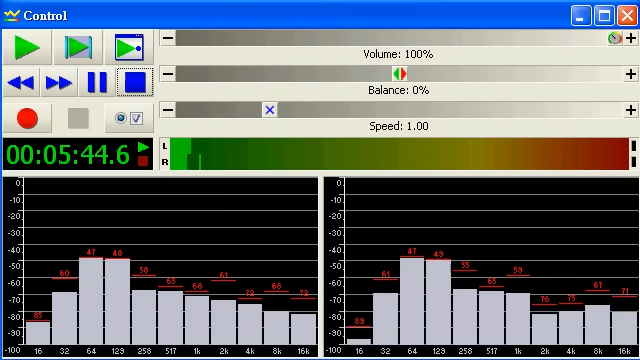 Control
Volume: 100%
Balance: 0%
Speed: 1.00
00:05:44.6
L
R
0
-10
-20
-30
-40
-50
-60
-70
-80
-90
-100
85 60 47 48 58 65 68 61 72 68 72
16 32 64 129 258 517 1k 2k 4k 8k 16k
0
-10
-20
-30
-40
-50
-60
-70
-80
-90
-100
89 61 47 49 55 65 59 76 75 67 71
16 32 64 129 258 517 1k 2k 4k 8k 16k